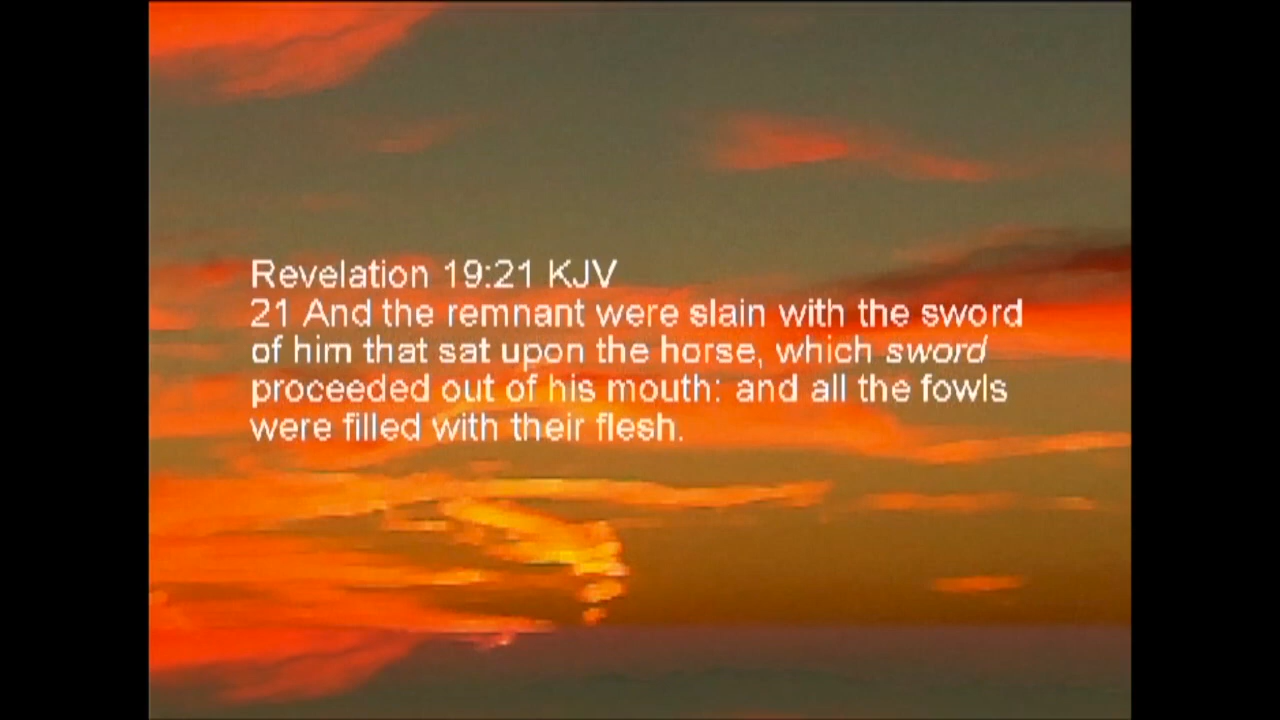 Revelation 19:21 KJV
21 And the remnant were slain with the sword
of him that sat upon the horse, which sword
proceeded out of his mouth: and all the fowls
were filled with their flesh.